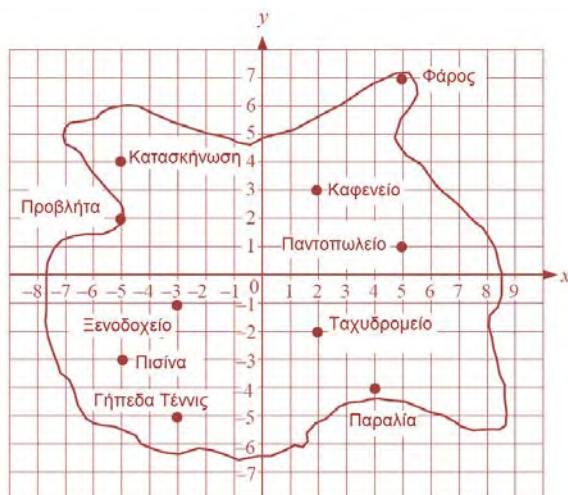 y
7
Φάρος
6
5
4
Κατασκήνωση
3
Καφενείο
Προβλήτα
2
Παντοπωλείο
1
-8 -7 -6 -5 -4 -3 -2 -1 0 1 2 3 4 5 6 7 8 9 x
-1
Ξενοδοχείο
Ταχυδρομείο
-2
-3
Πισίνα
-4
Γήπεδα Τέννις
-5
Παραλία
-6
-7